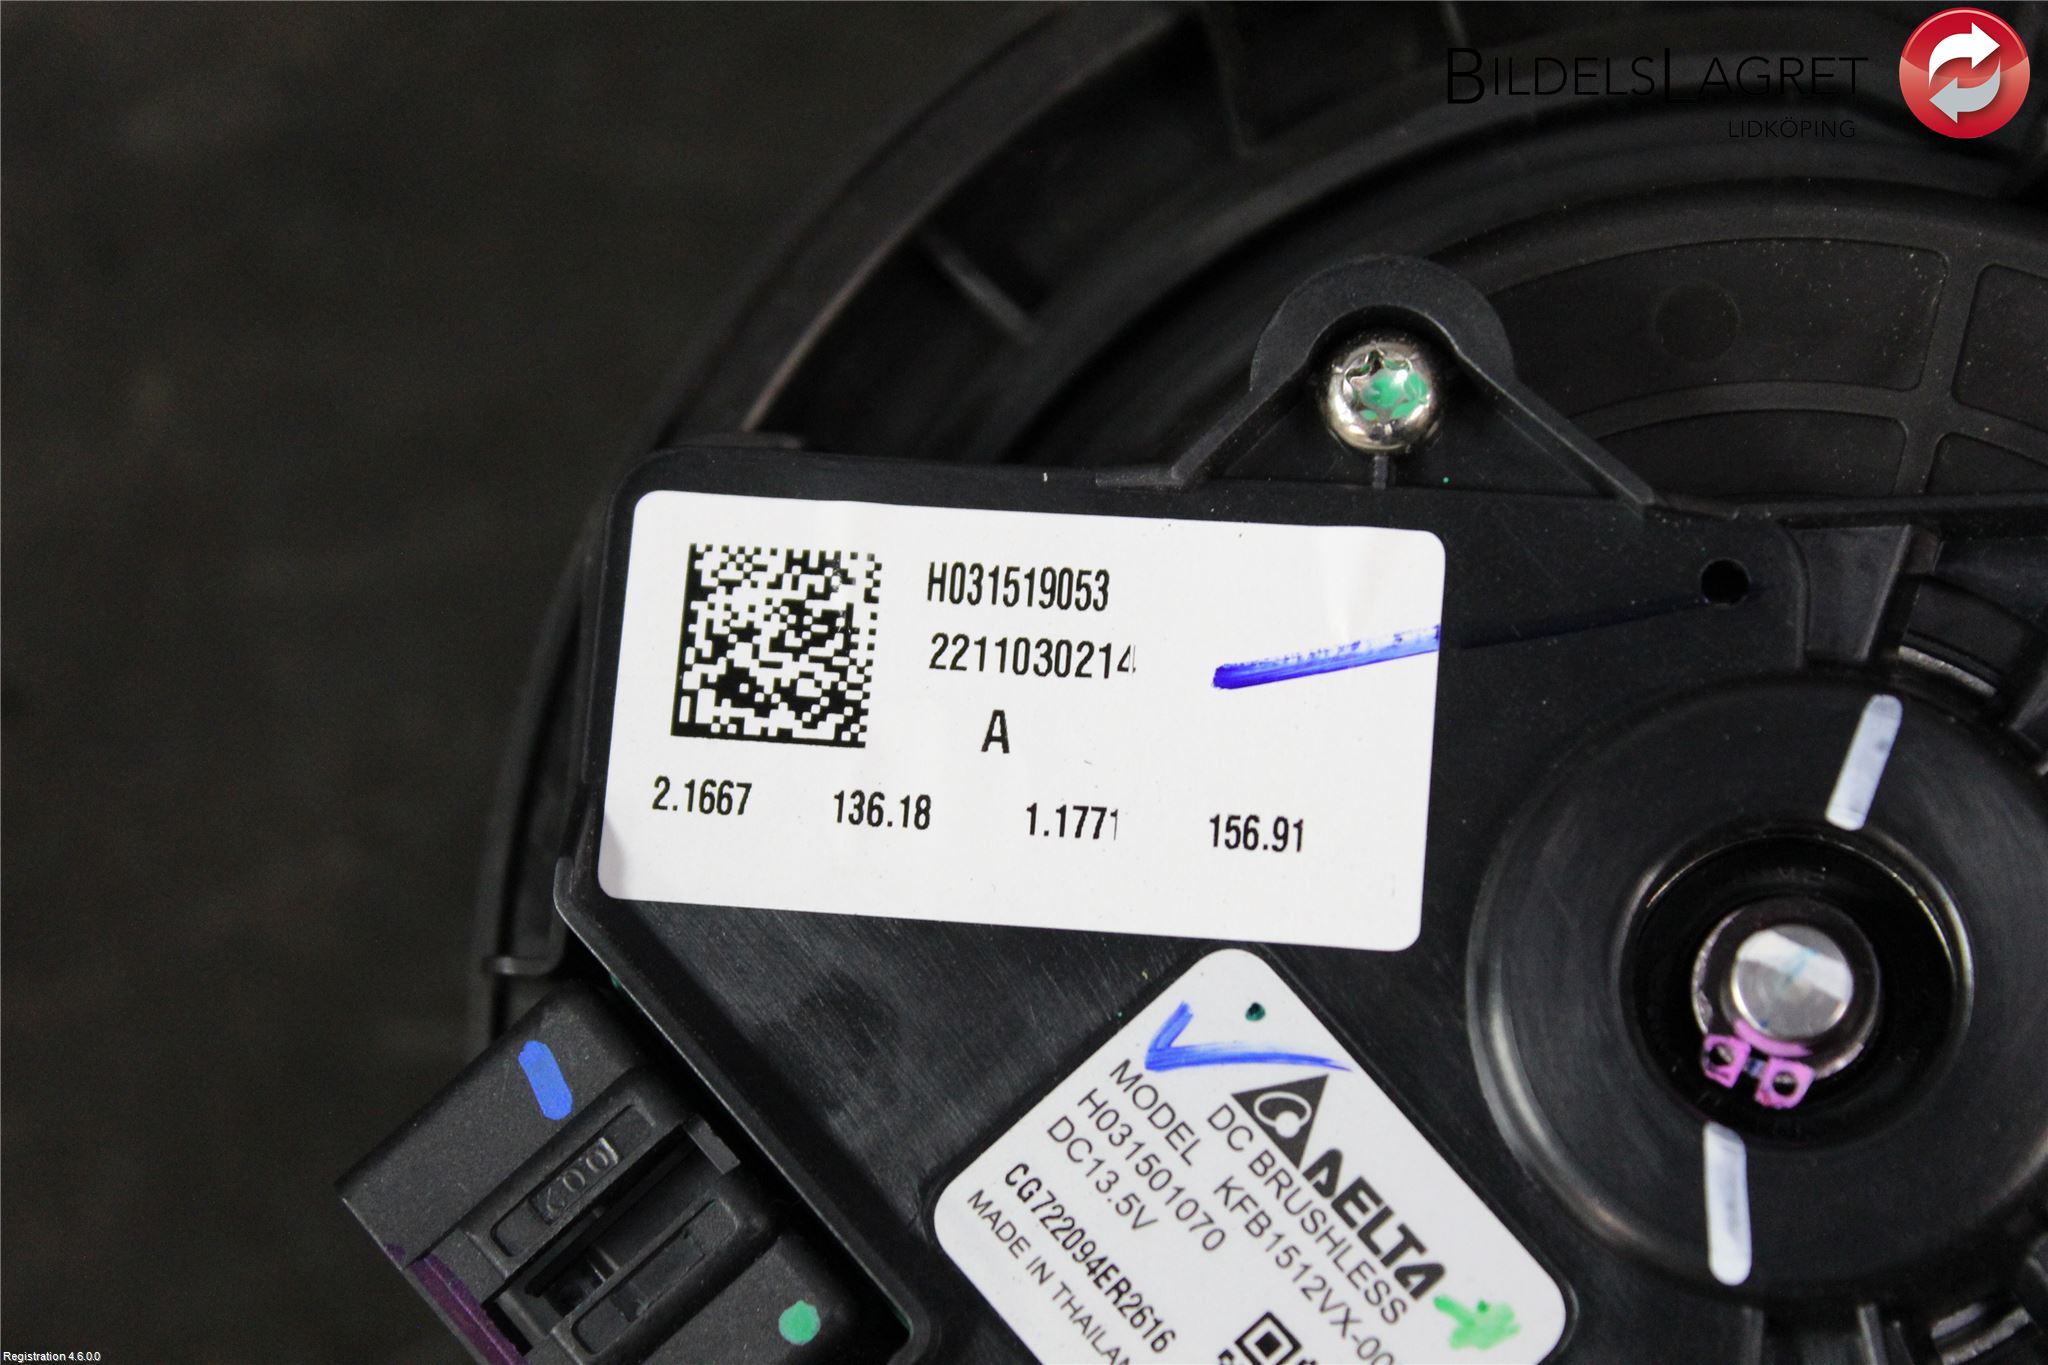 BILDELSLAGRET
LIDKÖPING
H031519053
2211030214
A
2.1667 136.18 1.1771 156.91
DELTA
DC BRUSHLESS
MODEL KFB1512VX-00
H031501070
DC13.5V
CG722094ER2616
MADE IN THAILAN
Registration 4.6.0.0